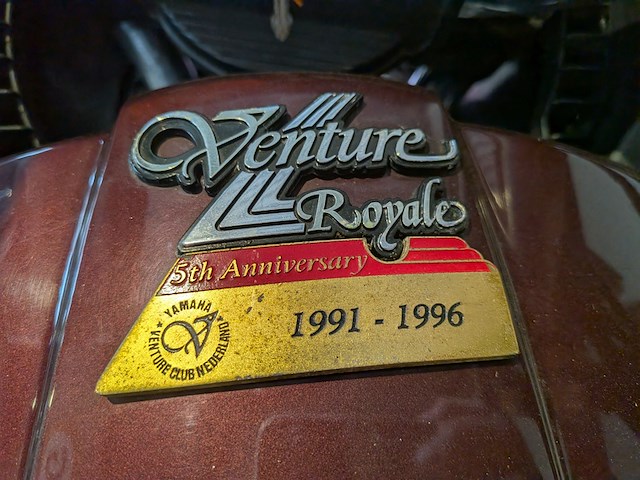 Venture
Royale
5th Anniversary
1991 - 1996
YAMAHA
VENTURE CLUB NEDERLAND